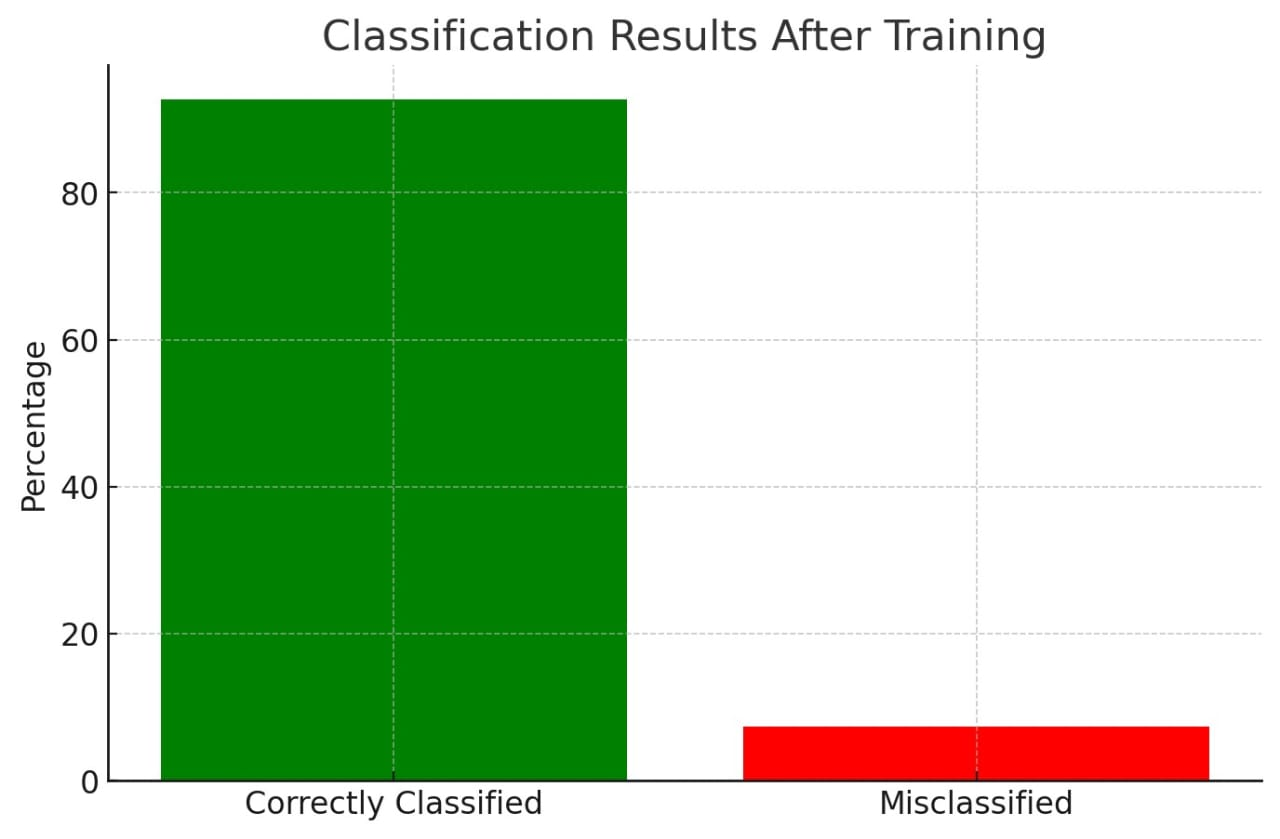 Classification Results After Training
Percentage
80
60
40
20
0
Correctly Classified
Misclassified